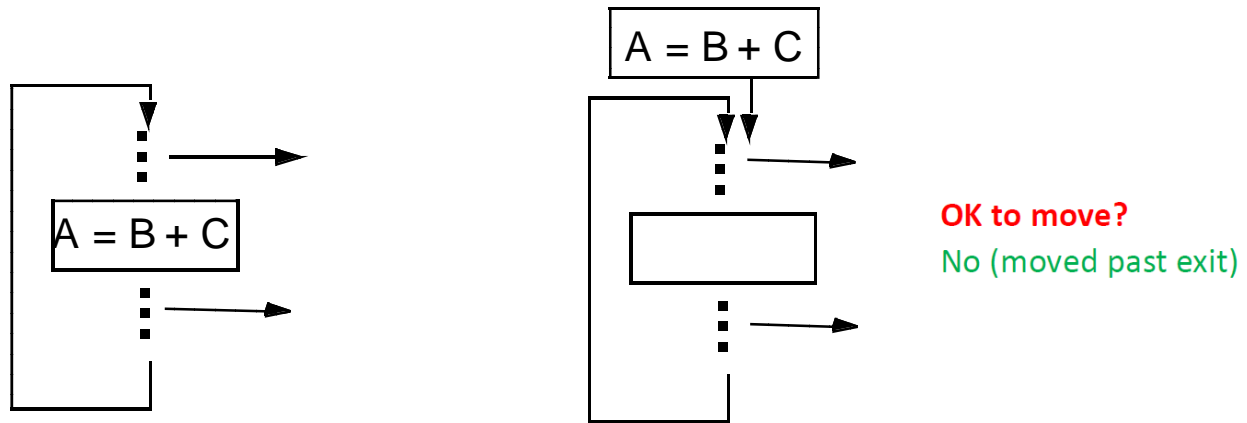 A = B + C
A = B + C
OK to move?
No (moved past exit)